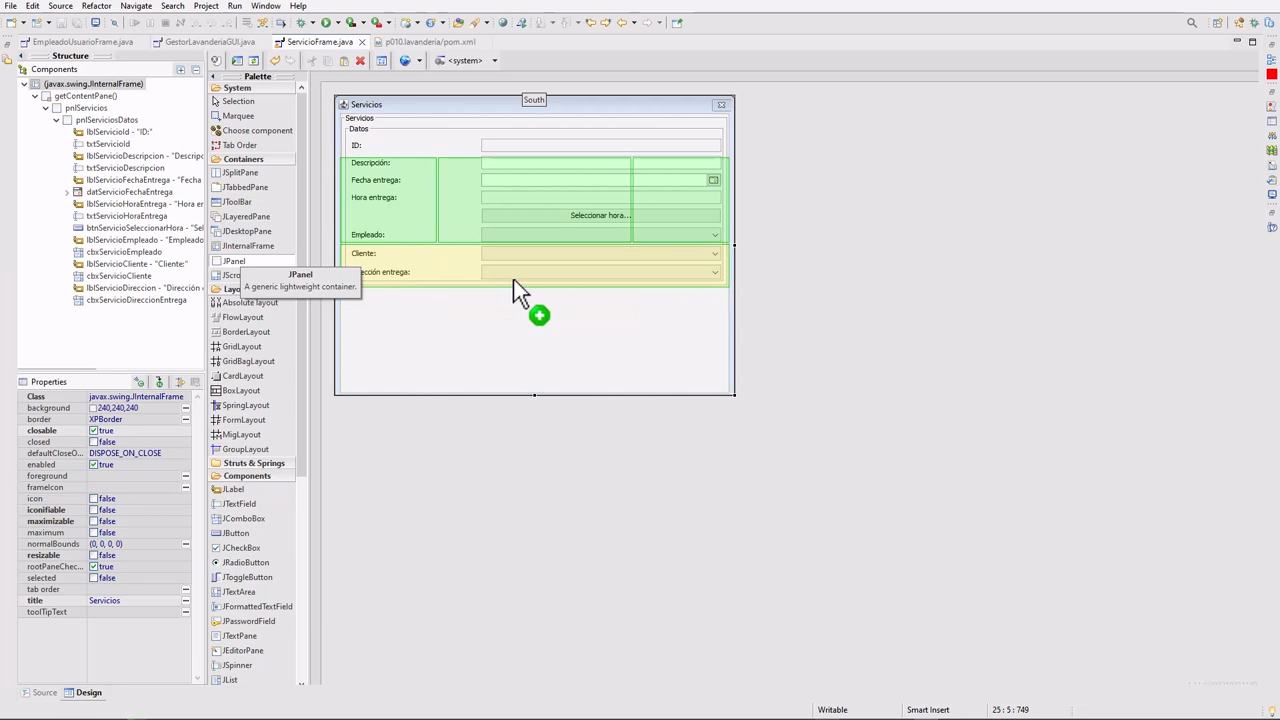 File Edit Source Refactor Navigate Search Project Run Window Help
EmpleadoUsuarioFrame.java GestorLavanderiaGUI.java ServicioFrame.java p010.lavanderia/pom.xml
Structure
<system>
Components
Palette
(javax.swing.JInternalFrame)
getContentPane()
pnlServicios
pnlServiciosDatos
lblServicioId - "ID:"
txtServicioId
lblServicioDescripcion - "Descripc
txtServicioDescripcion
lblServicioFechaEntrega - "Fecha
datServicioFechaEntrega
lblServicioHoraEntrega - "Hora er
txtServicioHoraEntrega
btnServicioSeleccionarHora - "Sel
lblServicioEmpleado - "Empleado:
cbxServicioEmpleado
lblServicioCliente - "Cliente:"
cbxServicioCliente
lblServicioDireccion - "Dirección e
cbxServicioDireccionEntrega
System
Selection
Marquee
Choose component
Tab Order
Containers
JSplitPane
JTabbedPane
JToolBar
JLayeredPane
JDesktopPane
JInternalFrame
JPanel
JScro
JPanel
A generic lightweight container.
Layo
Absolute layout
FlowLayout
BorderLayout
GridLayout
GridBagLayout
CardLayout
BoxLayout
SpringLayout
FormLayout
MigLayout
GroupLayout
Struts & Springs
Components
JLabel
JTextField
JComboBox
JButton
JCheckBox
JRadioButton
JToggleButton
JTextArea
JFormattedTextField
JPasswordField
JTextPane
JEditorPane
JSpinner
JList
South
Servicios
Servicios
Datos
ID:
Descripción:
Fecha entrega:
Hora entrega:
Seleccionar hora...
Empleado:
Cliente:
ección entrega:
Properties
Class javax.swing.JInternalFrame
background 240,240,240
border XPBorder
closable true
closed false
defaultCloseO... DISPOSE_ON_CLOSE
enabled true
foreground
frameIcon
icon false
iconifiable false
maximizable false
maximum false
normalBounds (0, 0, 0, 0)
resizable false
rootPaneChec... true
selected false
tab order
title Servicios
toolTipText
Source Design
Writable Smart Insert 25 : 5 : 749